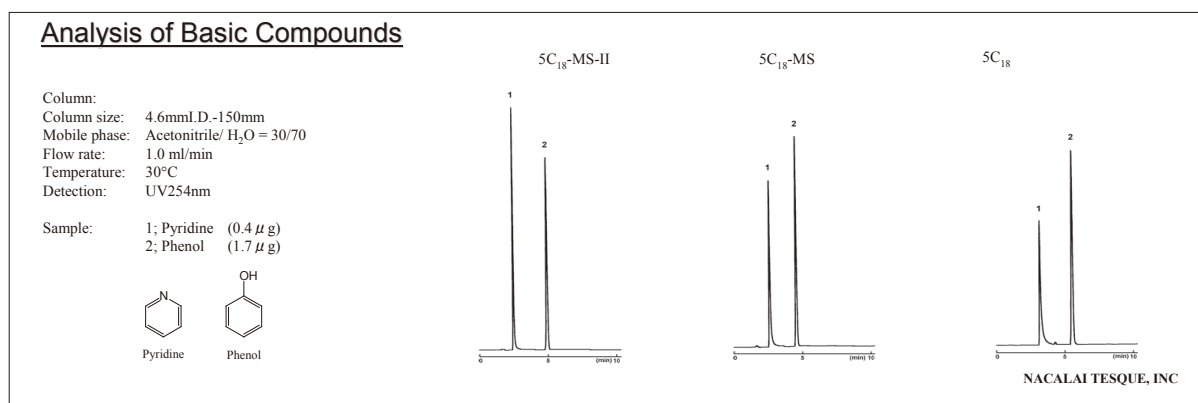 Analysis of Basic Compounds
Column:
Column size: 4.6mmI.D.-150mm
Mobile phase: Acetonitrile/ H₂O = 30/70
Flow rate: 1.0 ml/min
Temperature: 30°C
Detection: UV254nm
Sample: 1; Pyridine (0.4 μ g)
2; Phenol (1.7 μ g)
N
Pyridine
OH
Phenol
5C₁₈-MS-II
1
2
0 5 (min) 10
5C₁₈-MS
1
2
0 5 (min) 10
5C₁₈
1
2
0 5 (min) 10
NACALAI TESQUE, INC